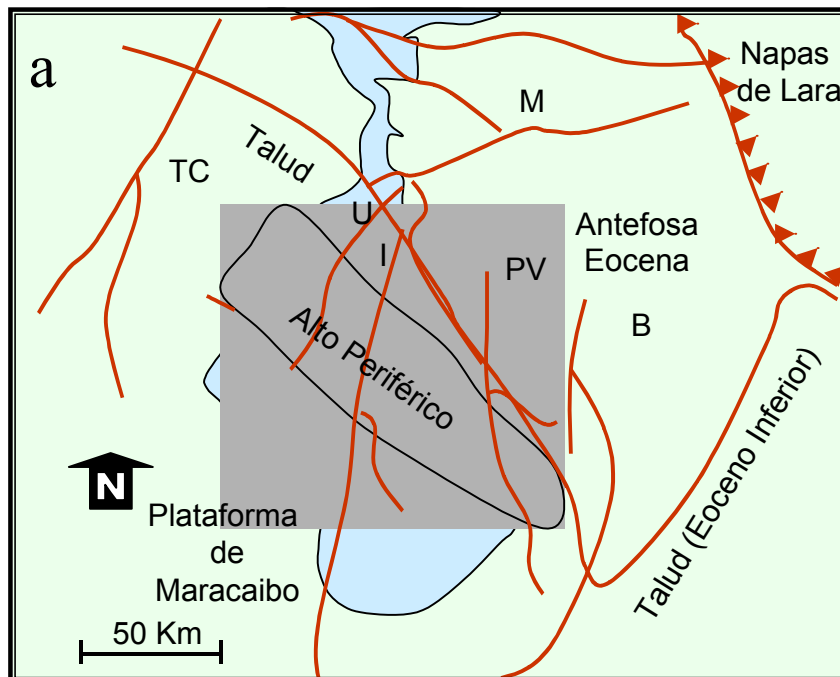 a
Napas
de Lara
M
Talud
TC
U
Antefosa
Eocena
I
PV
B
Alto Periférico
Talud (Eoceno Inferior)
N
Plataforma
de
Maracaibo
50 Km